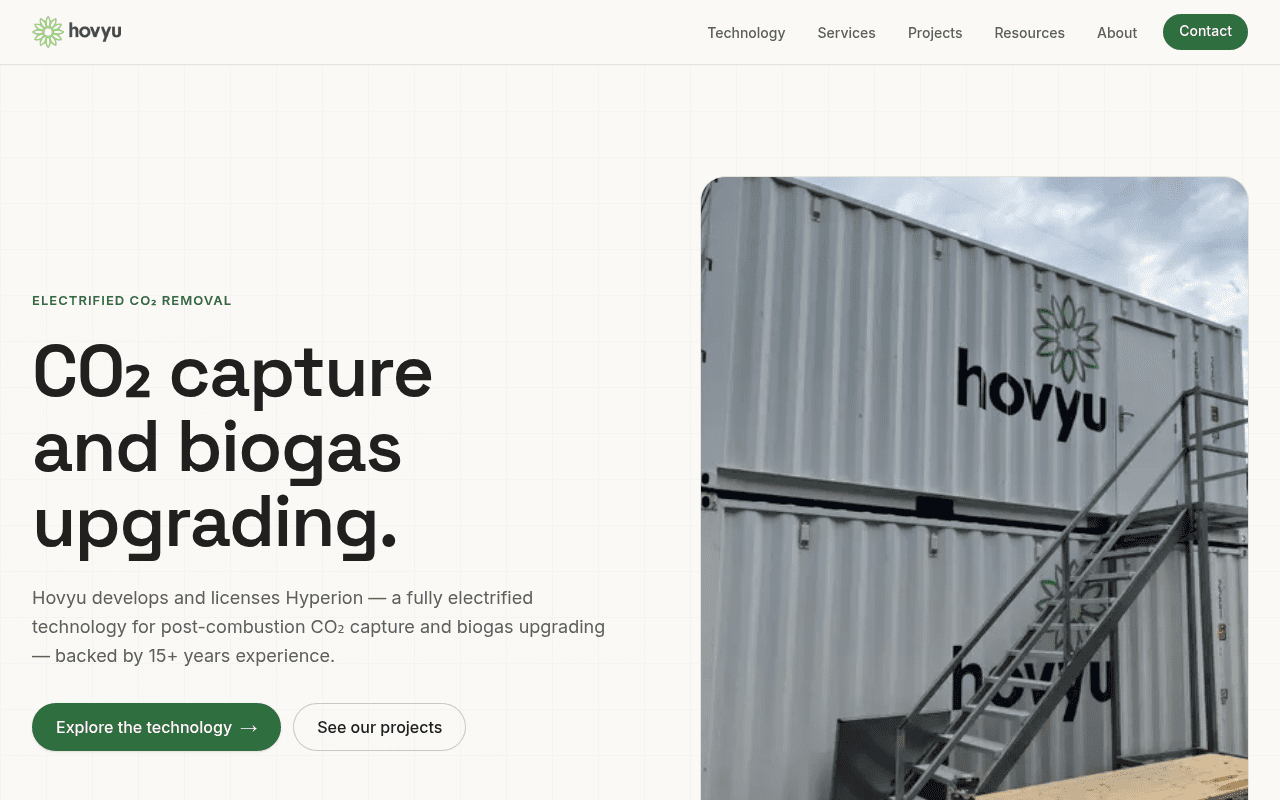 hovyu
Technology
Services
Projects
Resources
About
Contact
ELECTRIFIED CO₂ REMOVAL
CO₂ capture
and biogas
upgrading.
Hovyu develops and licenses Hyperion — a fully electrified
technology for post-combustion CO₂ capture and biogas upgrading
— backed by 15+ years experience.
Explore the technology →
See our projects
hovyu
hovyu